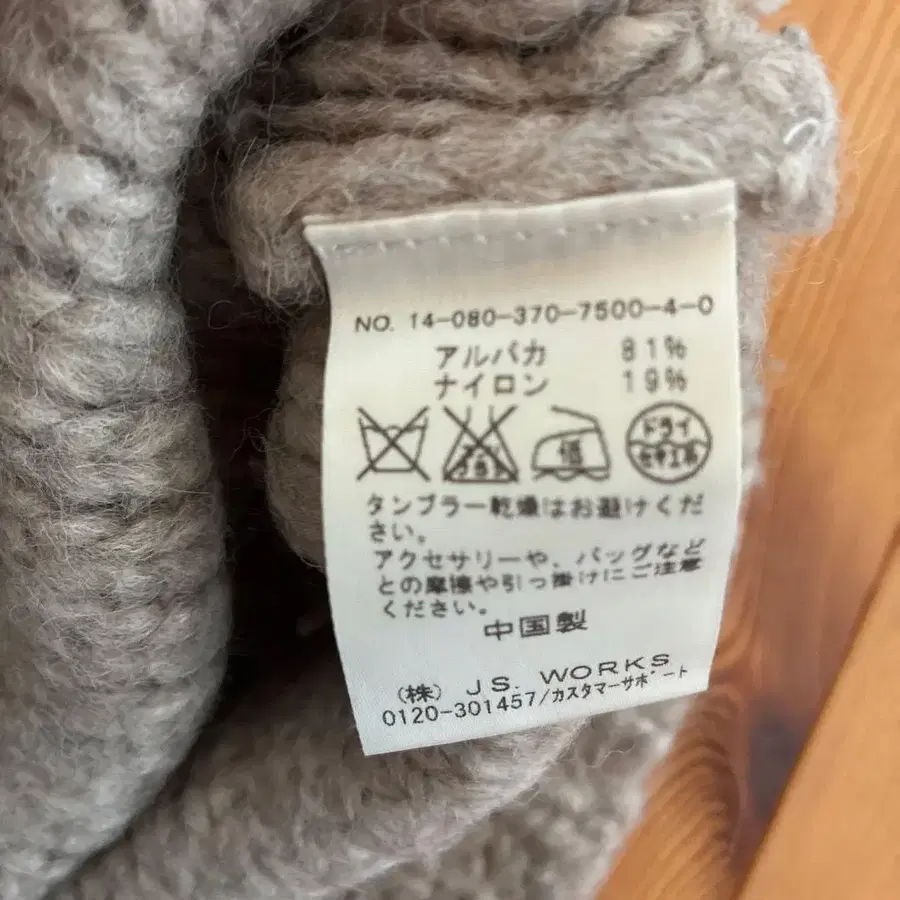 NO. 14-080-370-7500-4-0
アルパカ 81%
ナイロン 19%
低 ドライ
セキユ系
タンブラー乾燥はお避けくだ
さい。
アクセサリーや、バッグなど
との摩擦や引っ掛けにご注意
ください。
中国製
(株) J.S. WORKS
0120-301457/カスタマーサポート